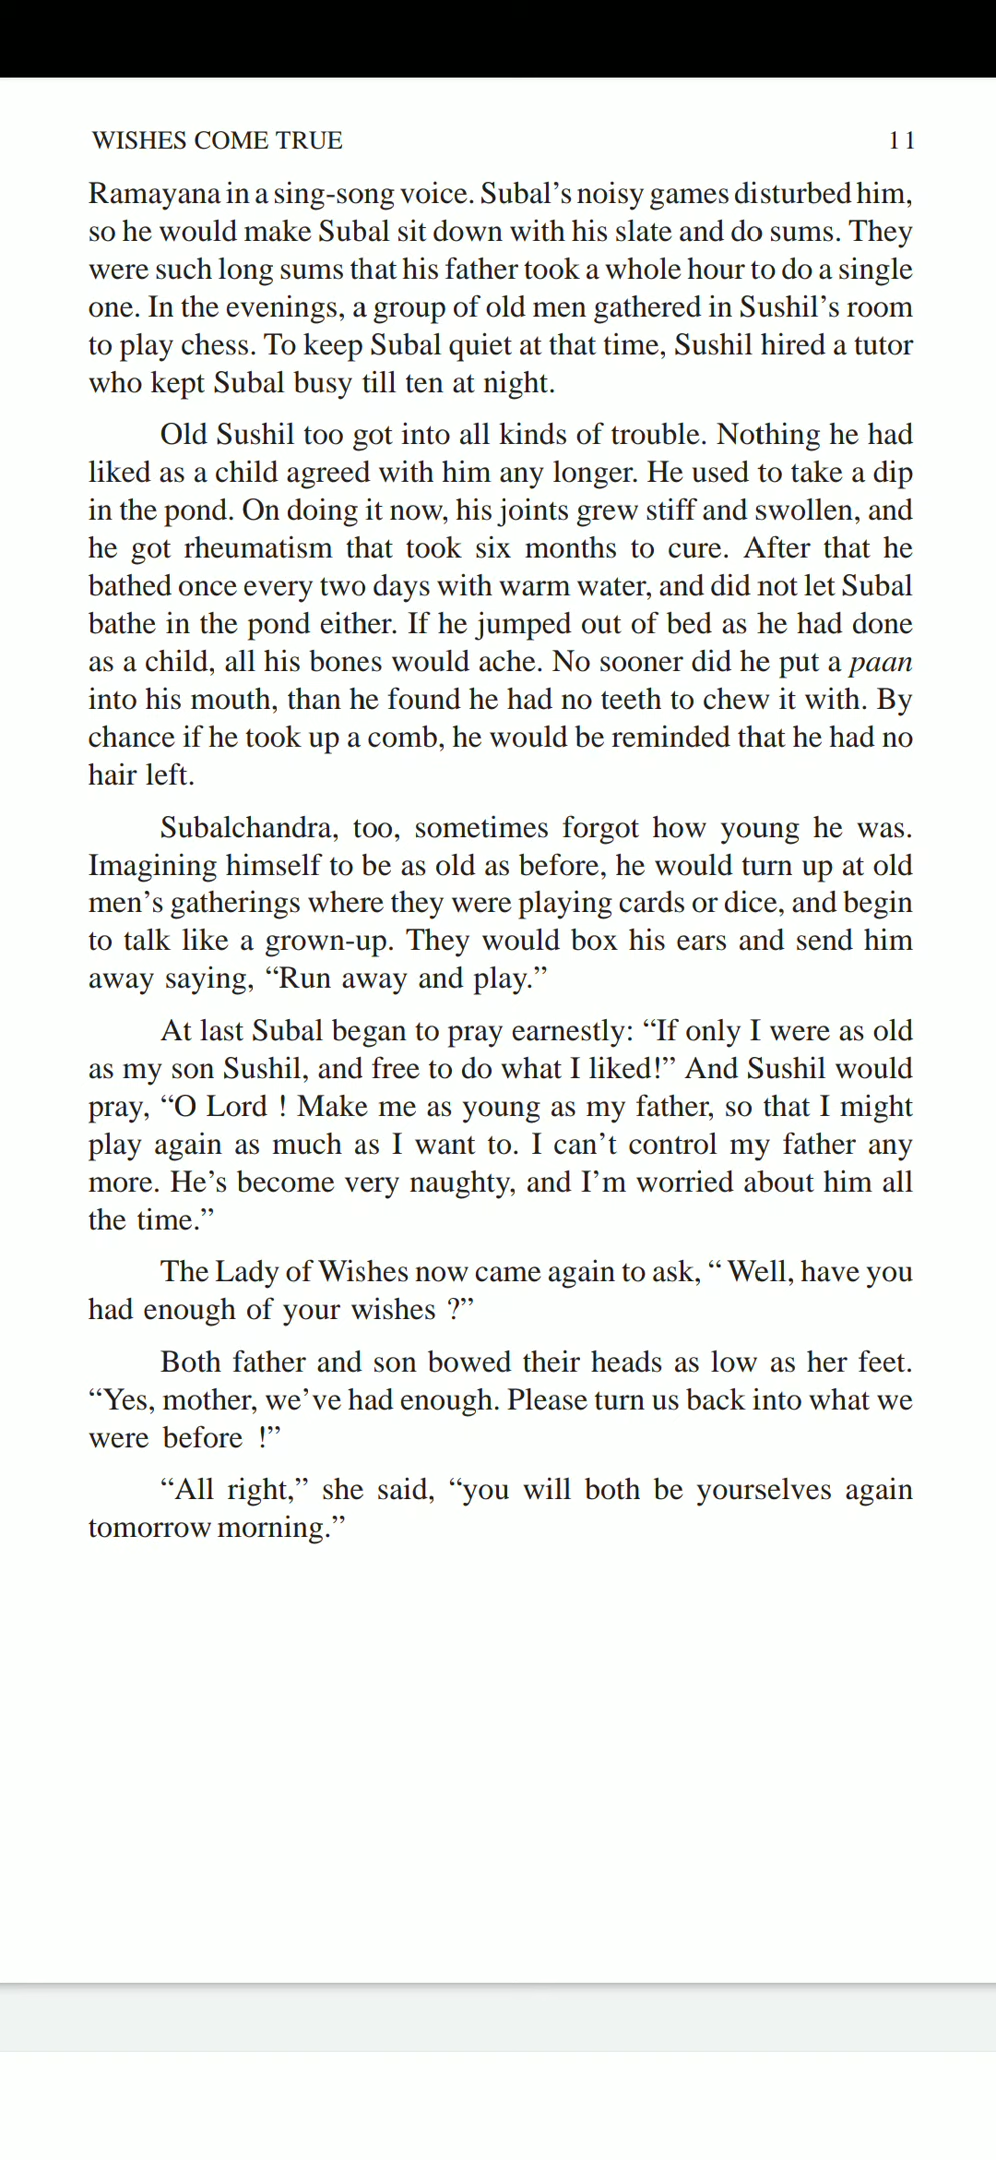 WISHES COME TRUE 11
Ramayana in a sing-song voice. Subal’s noisy games disturbed him,
so he would make Subal sit down with his slate and do sums. They
were such long sums that his father took a whole hour to do a single
one. In the evenings, a group of old men gathered in Sushil’s room
to play chess. To keep Subal quiet at that time, Sushil hired a tutor
who kept Subal busy till ten at night.
Old Sushil too got into all kinds of trouble. Nothing he had
liked as a child agreed with him any longer. He used to take a dip
in the pond. On doing it now, his joints grew stiff and swollen, and
he got rheumatism that took six months to cure. After that he
bathed once every two days with warm water, and did not let Subal
bathe in the pond either. If he jumped out of bed as he had done
as a child, all his bones would ache. No sooner did he put a paan
into his mouth, than he found he had no teeth to chew it with. By
chance if he took up a comb, he would be reminded that he had no
hair left.
Subalchandra, too, sometimes forgot how young he was.
Imagining himself to be as old as before, he would turn up at old
men’s gatherings where they were playing cards or dice, and begin
to talk like a grown-up. They would box his ears and send him
away saying, “Run away and play.”
At last Subal began to pray earnestly: “If only I were as old
as my son Sushil, and free to do what I liked!” And Sushil would
pray, “O Lord ! Make me as young as my father, so that I might
play again as much as I want to. I can’t control my father any
more. He’s become very naughty, and I’m worried about him all
the time.”
The Lady of Wishes now came again to ask, “ Well, have you
had enough of your wishes ?”
Both father and son bowed their heads as low as her feet.
“Yes, mother, we’ve had enough. Please turn us back into what we
were before !”
“All right,” she said, “you will both be yourselves again
tomorrow morning.”